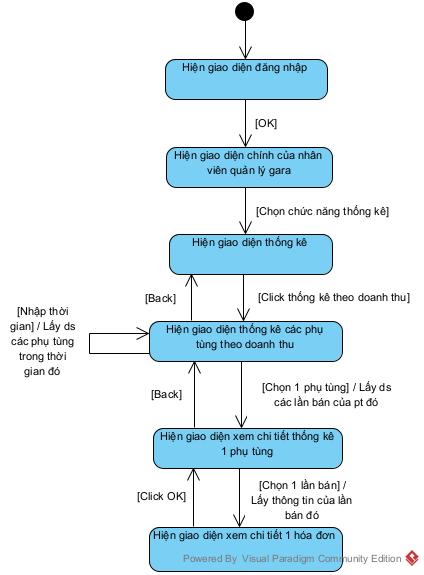 Hiện giao diện đăng nhập
[OK]
Hiện giao diện chính của nhân
viên quản lý gara
[Chọn chức năng thống kê]
Hiện giao diện thống kê
[Back]
[Click thống kê theo doanh thu]
[Nhập thời
gian] / Lấy ds
các phụ tùng
trong thời
gian đó
Hiện giao diện thống kê các phụ
tùng theo doanh thu
[Back]
[Chọn 1 phụ tùng] / Lấy ds
các lần bán của pt đó
Hiện giao diện xem chi tiết thống kê
1 phụ tùng
[Click OK]
[Chọn 1 lần bán] /
Lấy thông tin của lần
bán đó
Hiện giao diện xem chi tiết 1 hóa đơn
Powered By Visual Paradigm Community Edition